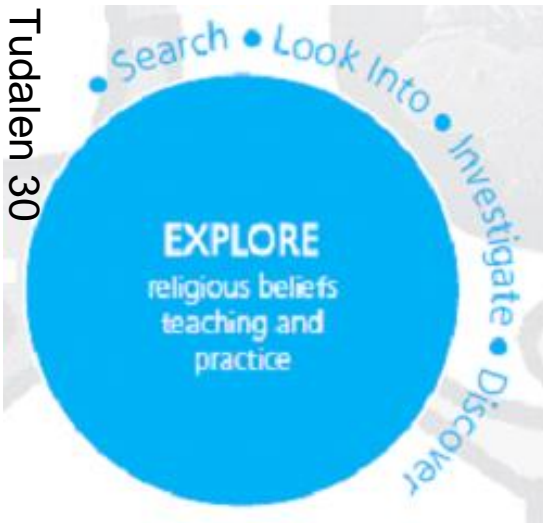 Tudalen 30
• Search • Look Into • Investigate • Discover
EXPLORE
religious beliefs
teaching and
practice